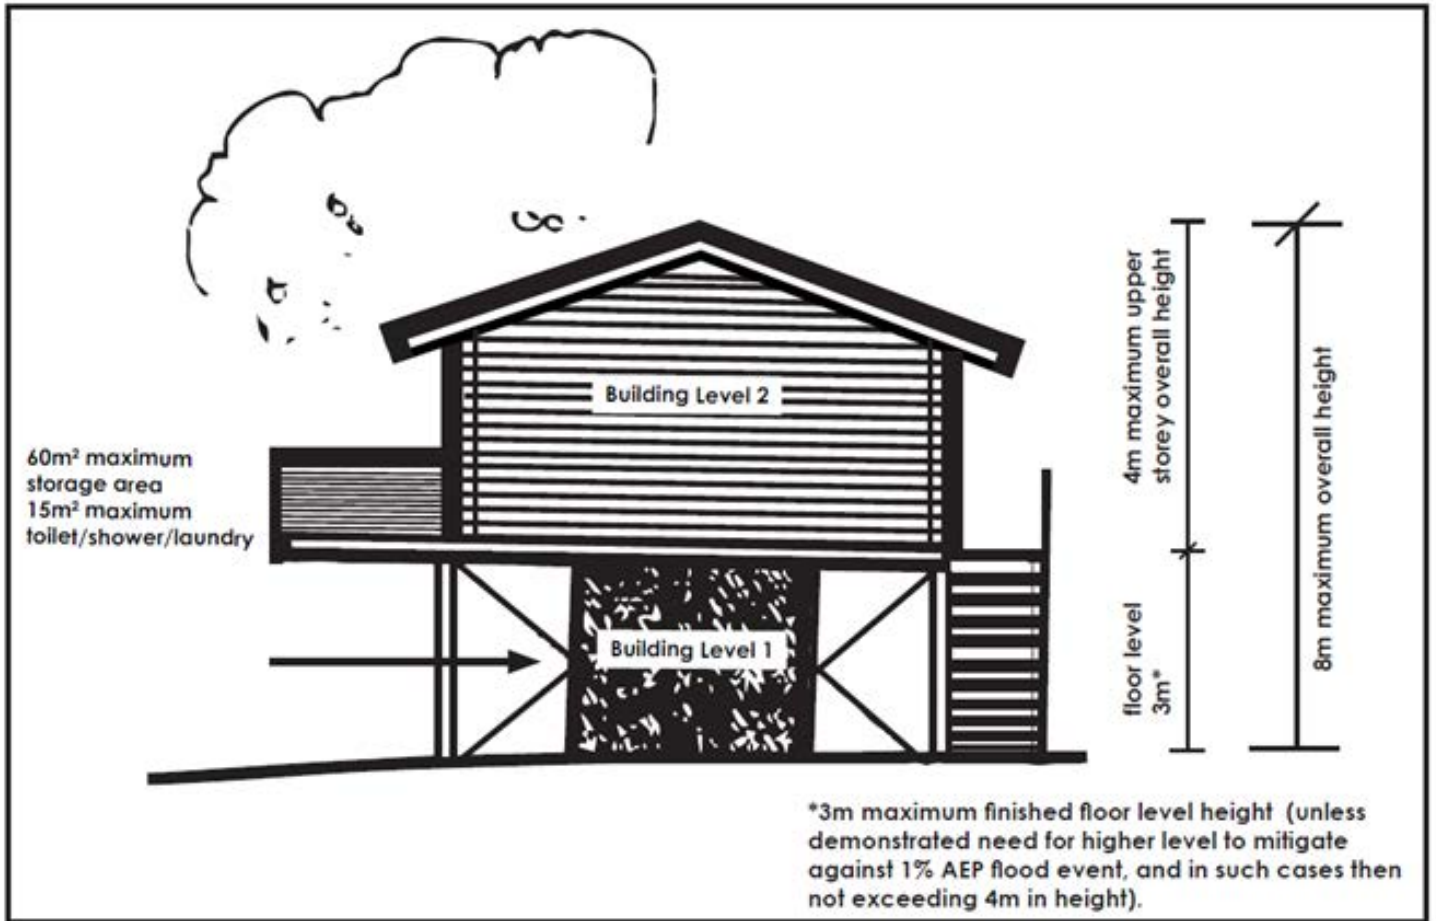 4m maximum upper
storey overall height
8m maximum overall height
Building Level 2
60m² maximum
storage area
15m² maximum
toilet/shower/laundry
Building Level 1
floor level
3m*
*3m maximum finished floor level height (unless
demonstrated need for higher level to mitigate
against 1% AEP flood event, and in such cases then
not exceeding 4m in height).